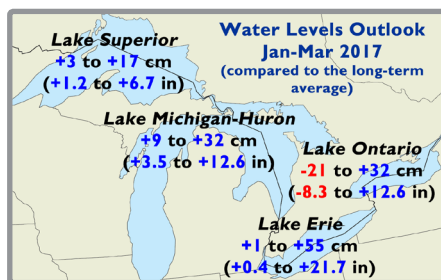 Water Levels Outlook
Jan-Mar 2017
(compared to the long-term
average)
Lake Superior
+3 to +17 cm
(+1.2 to +6.7 in)
Lake Michigan-Huron
+9 to +32 cm
(+3.5 to +12.6 in)
Lake Ontario
-21 to +32 cm
(-8.3 to +12.6 in)
Lake Erie
+1 to +55 cm
(+0.4 to +21.7 in)